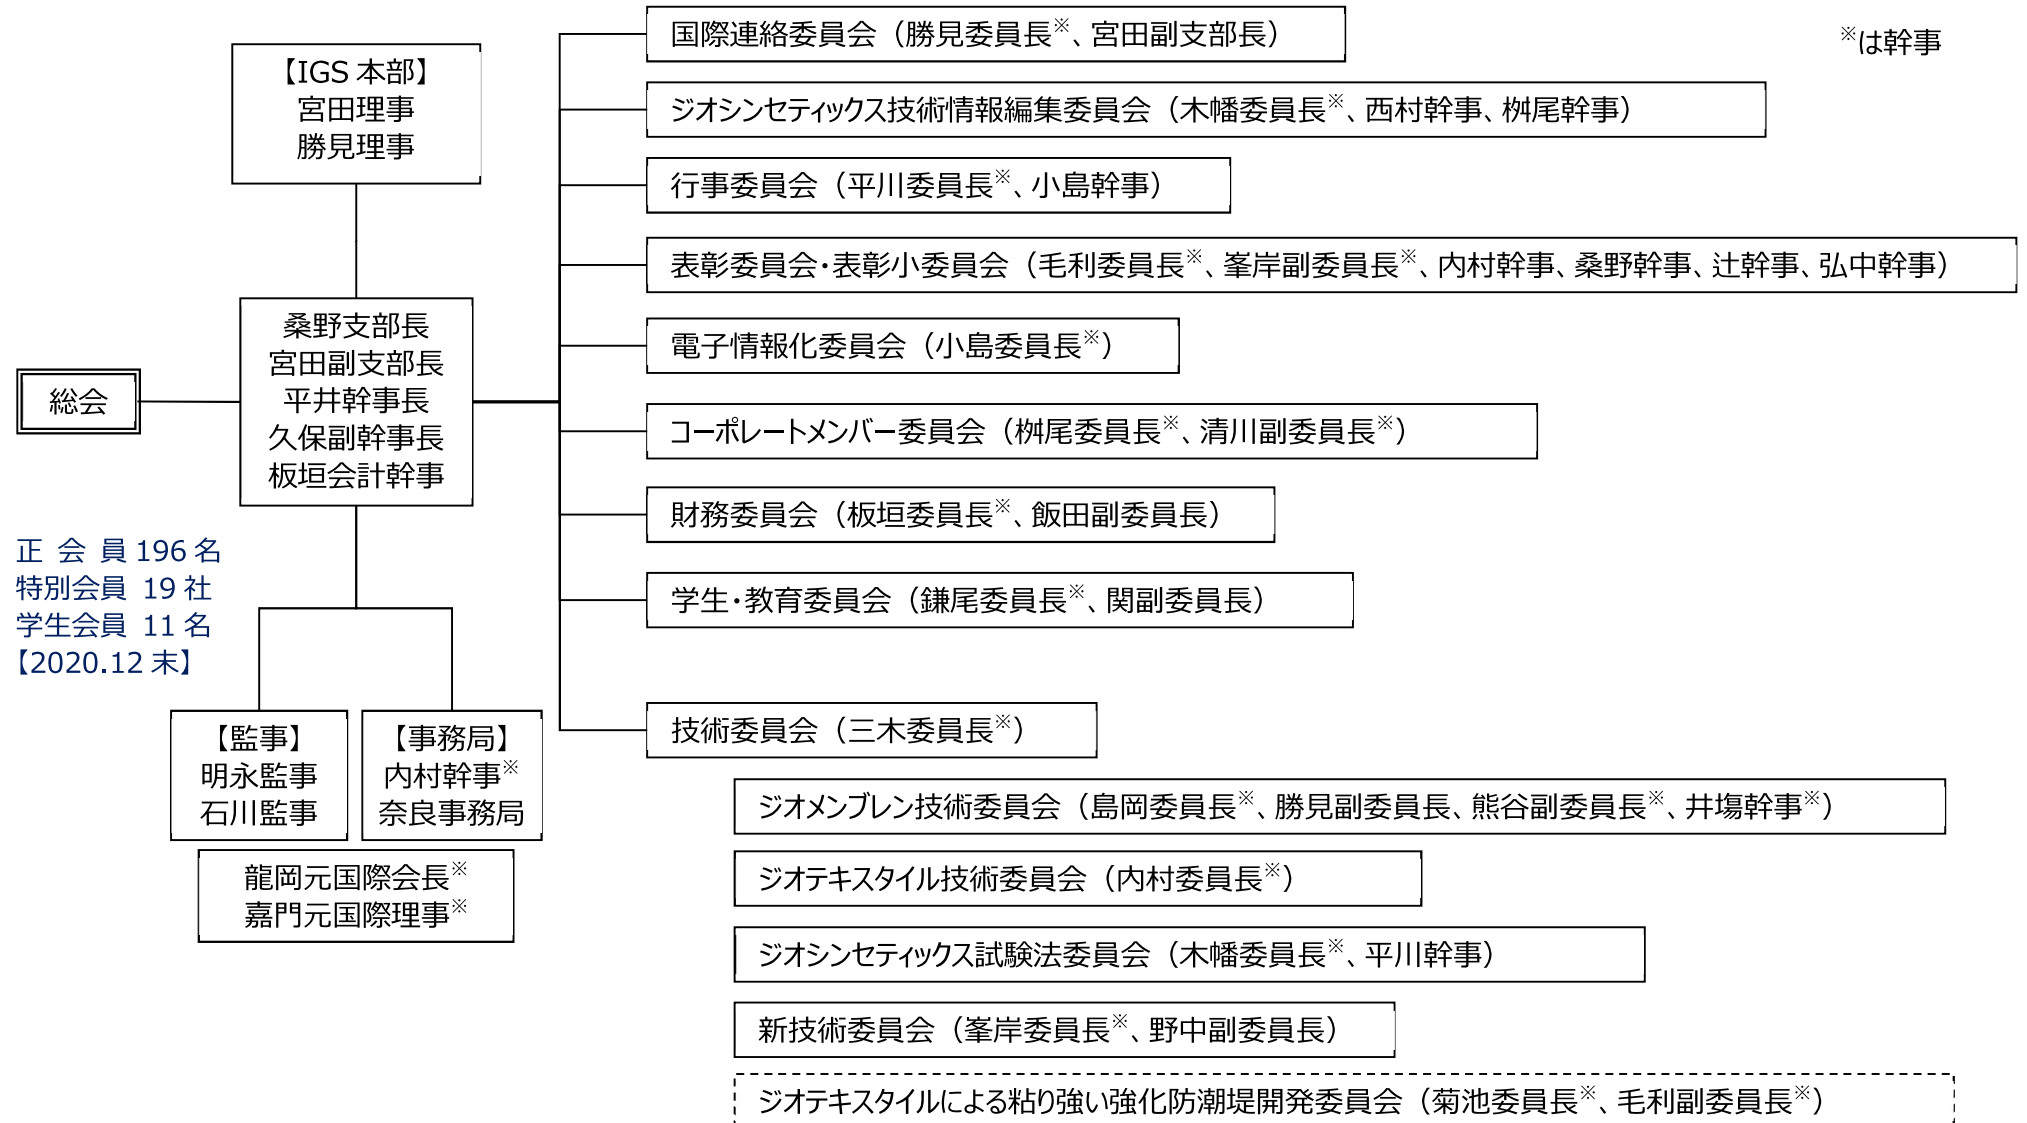 国際連絡委員会（勝見委員長※、宮田副支部長）
※は幹事
【IGS 本部】
宮田理事
勝見理事
ジオシンセティックス技術情報編集委員会（木幡委員長※、西村幹事、桝尾幹事）
行事委員会（平川委員長※、小島幹事）
表彰委員会・表彰小委員会（毛利委員長※、峯岸副委員長※、内村幹事、桑野幹事、辻幹事、弘中幹事）
桑野支部長
宮田副支部長
平井幹事長
久保副幹事長
板垣会計幹事
総会
電子情報化委員会（小島委員長※）
コーポレートメンバー委員会（桝尾委員長※、清川副委員長※）
財務委員会（板垣委員長※、飯田副委員長）
学生・教育委員会（鎌尾委員長※、関副委員長）
正 会 員 196 名
特別会員 19 社
学生会員 11 名
【2020.12 末】
【監事】
明永監事
石川監事
【事務局】
内村幹事※
奈良事務局
龍岡元国際会長※
嘉門元国際理事※
技術委員会（三木委員長※）
ジオメンブレン技術委員会（島岡委員長※、勝見副委員長、熊谷副委員長※、井塲幹事※）
ジオテキスタイル技術委員会（内村委員長※）
ジオシンセティックス試験法委員会（木幡委員長※、平川幹事）
新技術委員会（峯岸委員長※、野中副委員長）
ジオテキスタイルによる粘り強い強化防潮堤開発委員会（菊池委員長※、毛利副委員長※）